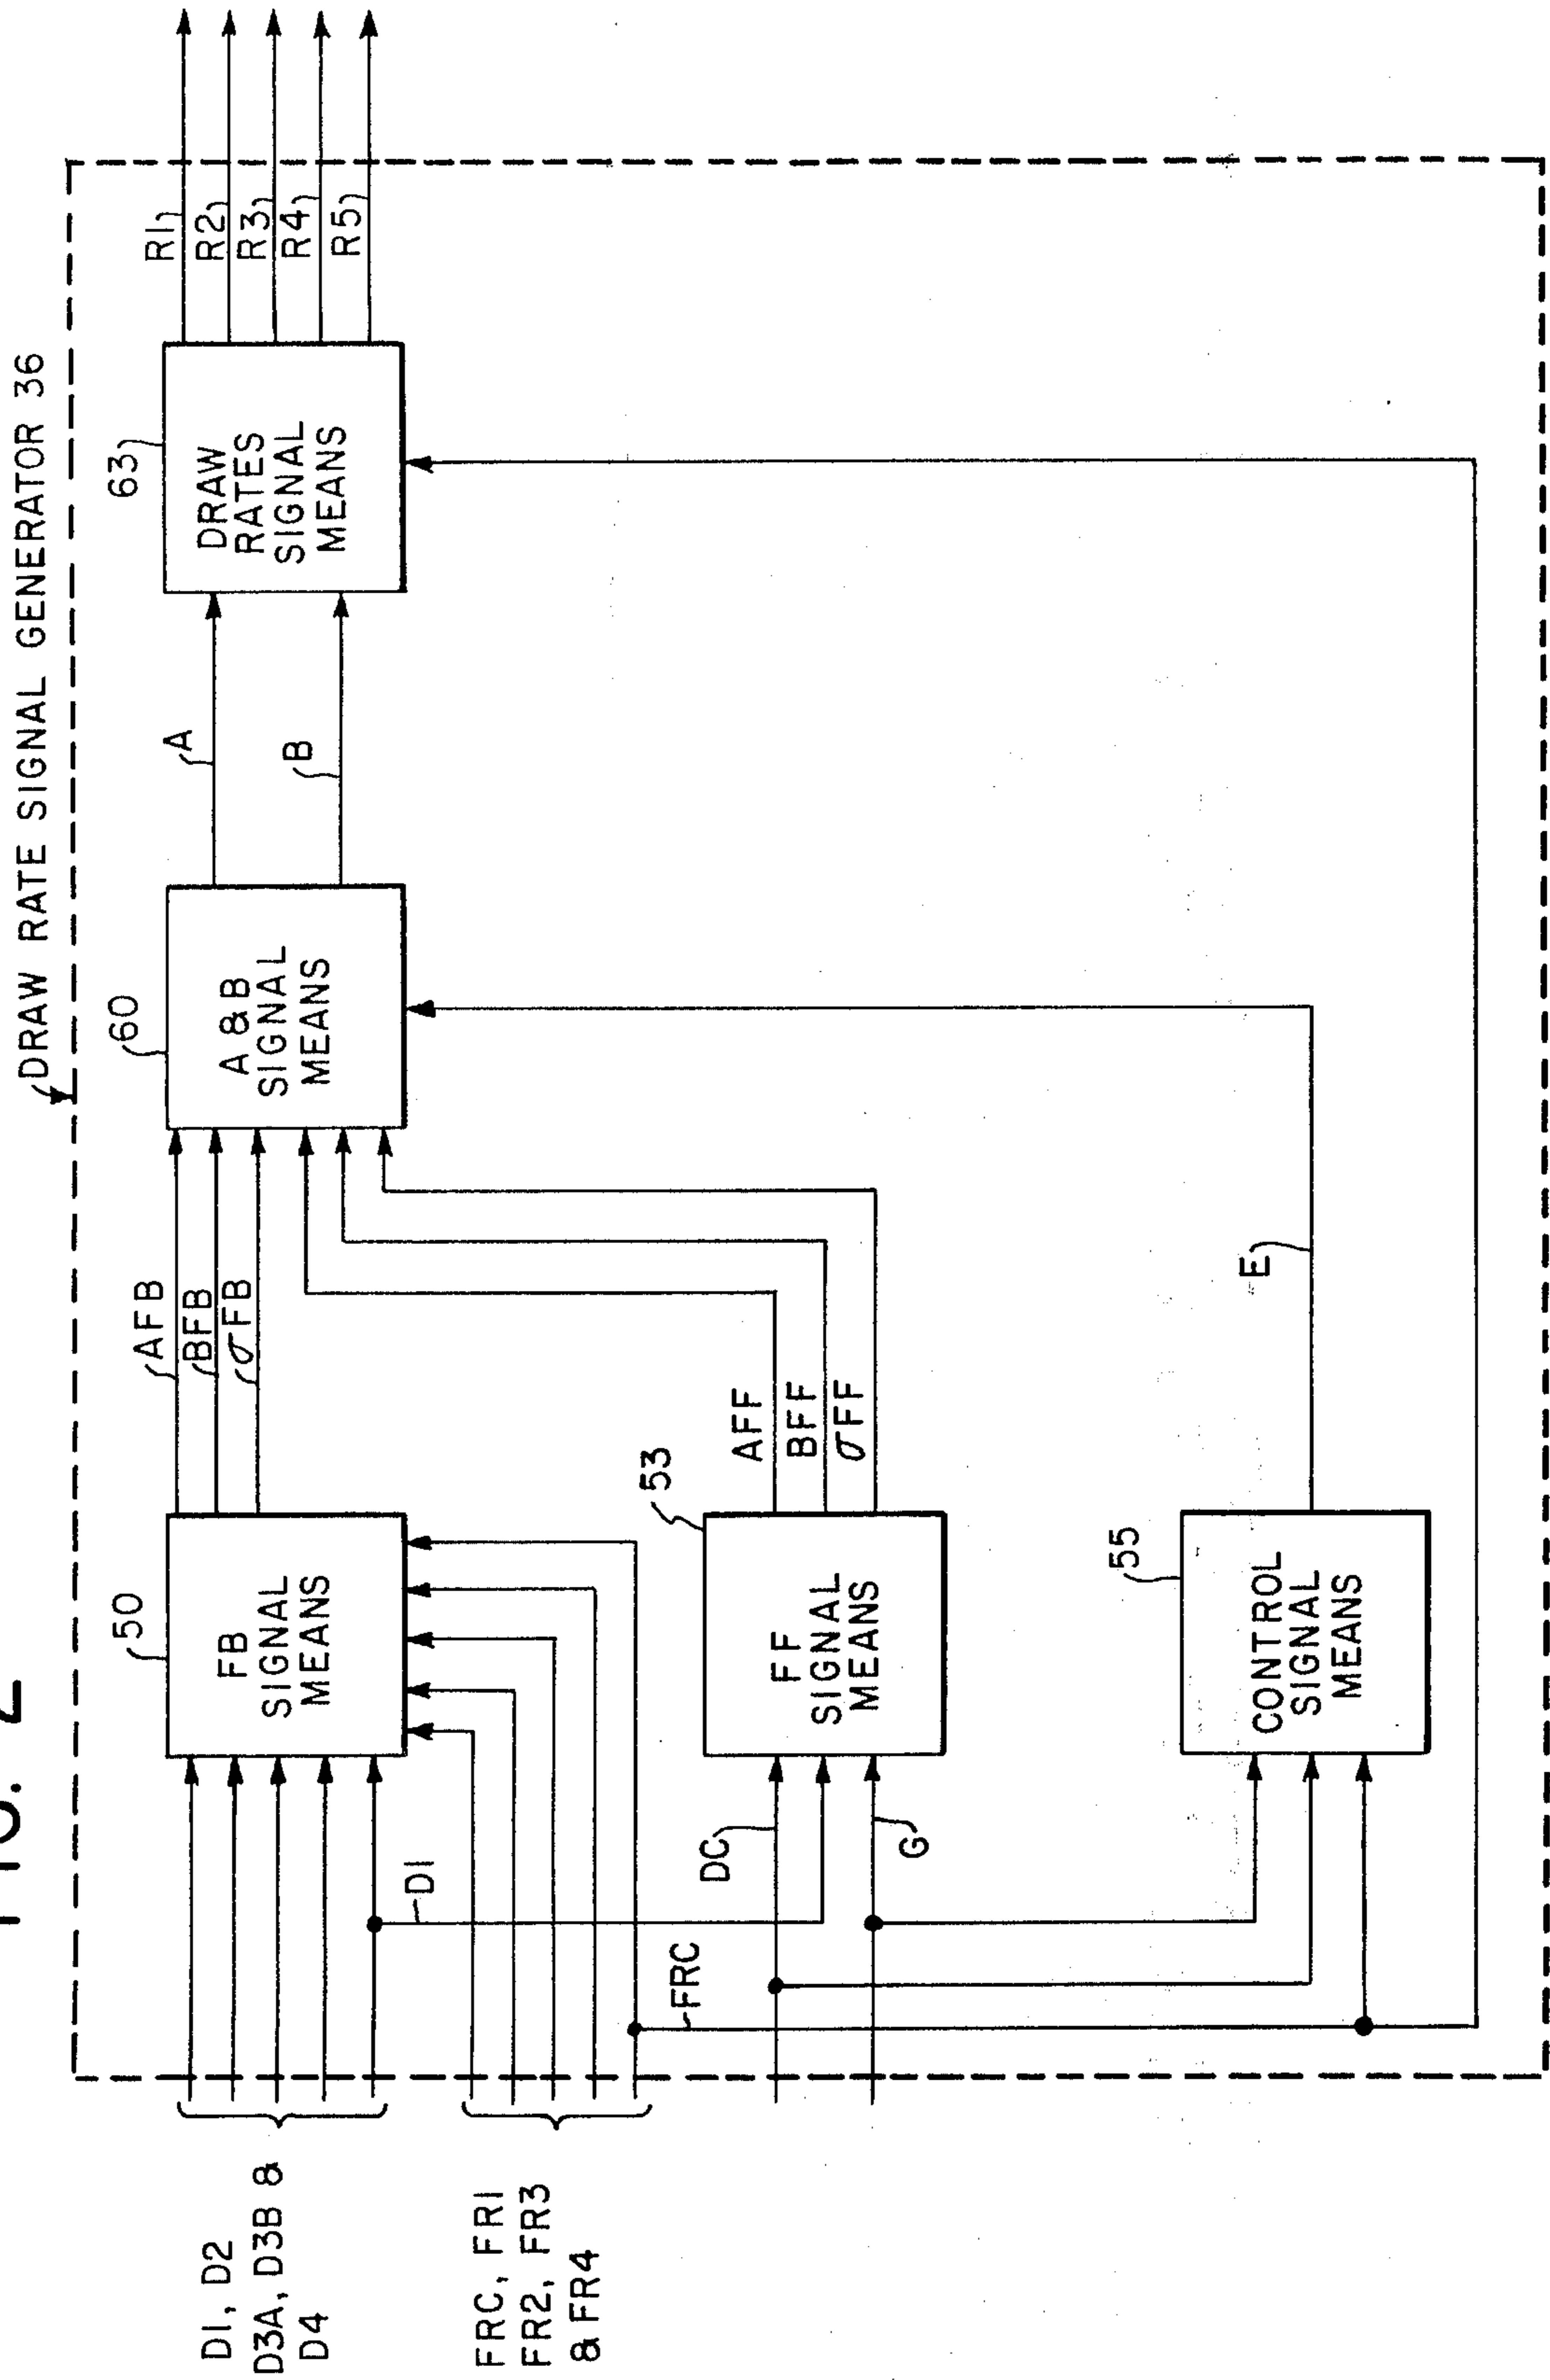 FIG. 2
DRAW RATE SIGNAL GENERATOR 36
D1, D2
D3A, D3B &
D4
FRC, FR1
FR2, FR3
& FR4
50
FB
SIGNAL
MEANS
AFB
BFB
σFB
60
A & B
SIGNAL
MEANS
A
B
63
DRAW
RATES
SIGNAL
MEANS
R1
R2
R3
R4
R5
D1
FRC
DC
G
53
FF
SIGNAL
MEANS
AFF
BFF
σFF
55
CONTROL
SIGNAL
MEANS
E